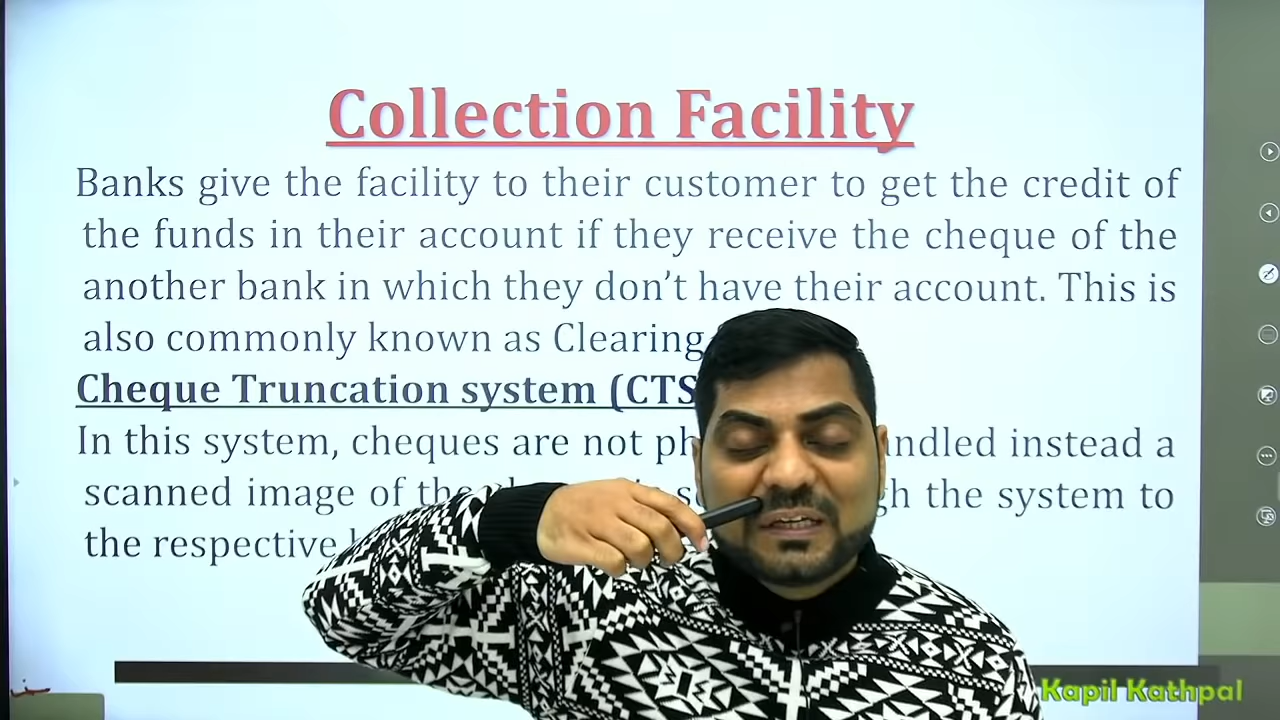 Collection Facility
Banks give the facility to their customer to get the credit of
the funds in their account if they receive the cheque of the
another bank in which they don’t have their account. This is
also commonly known as Clearing
Cheque Truncation system (CTS
In this system, cheques are not instead a
scanned image of the the system to
the respective
Kapil Kathpal